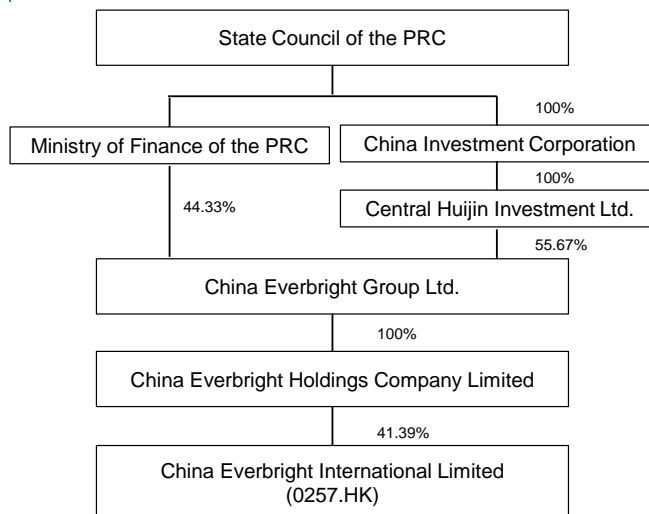 State Council of the PRC
100%
Ministry of Finance of the PRC
China Investment Corporation
100%
44.33%
Central Huijin Investment Ltd.
55.67%
China Everbright Group Ltd.
100%
China Everbright Holdings Company Limited
41.39%
China Everbright International Limited
(0257.HK)